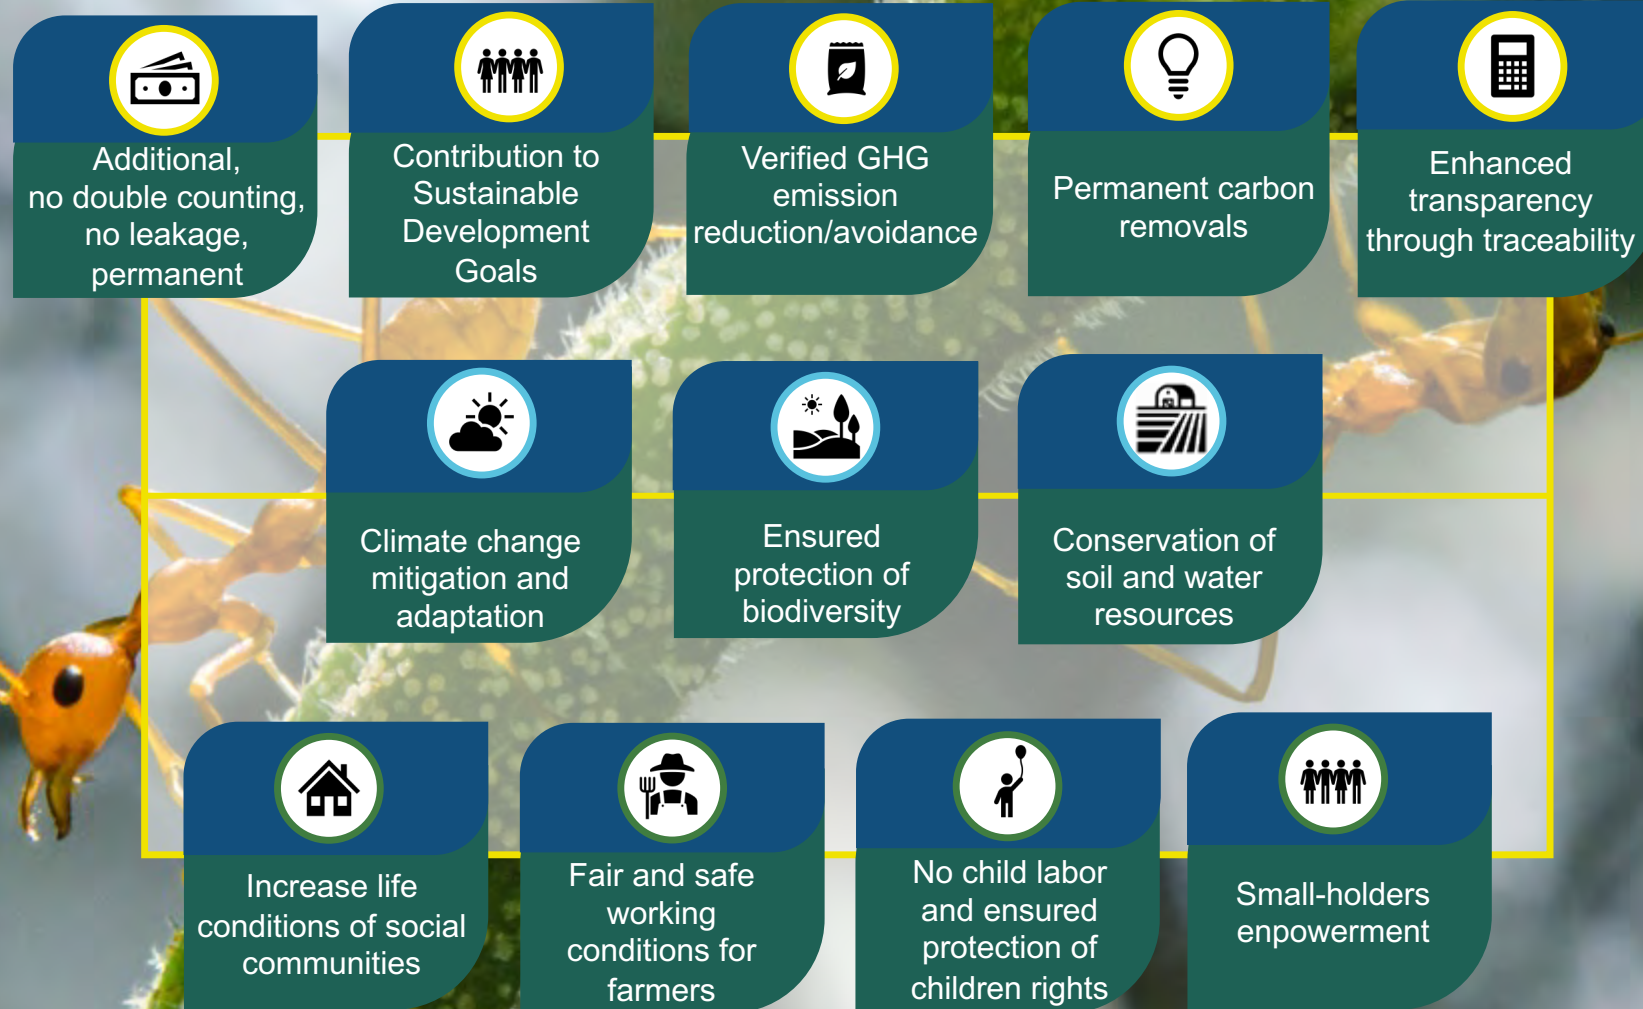 Additional,
no double counting,
no leakage,
permanent
Contribution to
Sustainable
Development
Goals
Verified GHG
emission
reduction/avoidance
Permanent carbon
removals
Enhanced
transparency
through traceability
Climate change
mitigation and
adaptation
Ensured
protection of
biodiversity
Conservation of
soil and water
resources
Increase life
conditions of social
communities
Fair and safe
working
conditions for
farmers
No child labor
and ensured
protection of
children rights
Small-holders
enpowerment